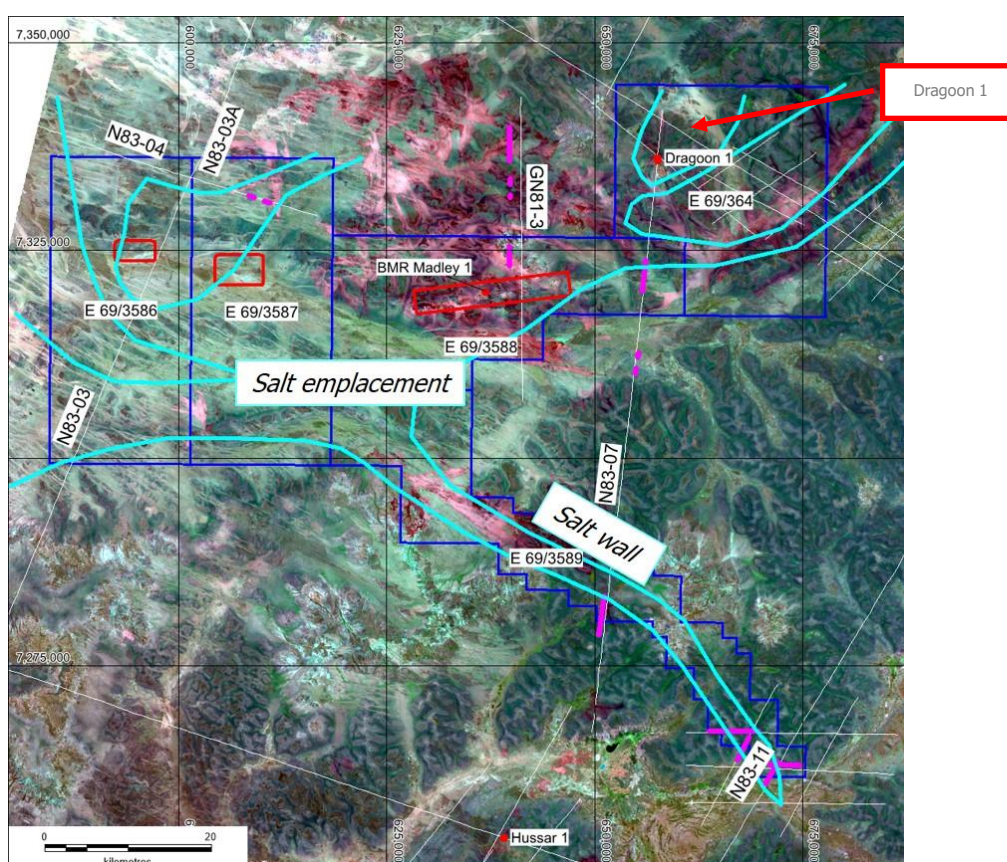 7,350,000
600,000
625,000
650,000
675,000
Dragoon 1
N83-04
N83-03A
GN81-3
Dragoon 1
E 69/364
7,325,000
BMR Madley 1
E 69/3586
E 69/3587
E 69/3588
Salt emplacement
N83-03
N83-07
Salt wall
E 69/3589
7,275,000
N83-11
0
20
kilometres
6
625,000
Hussar 1
650,000
675,000